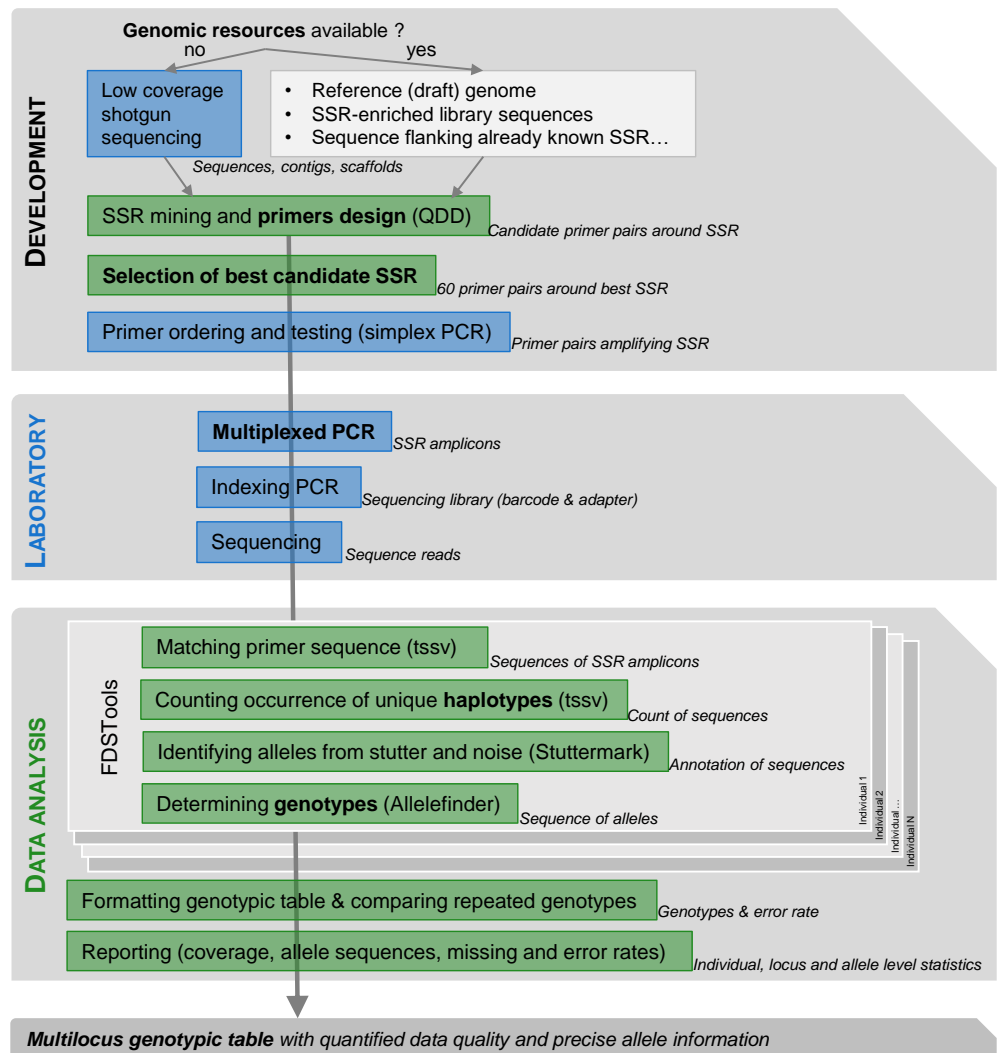 Genomic resources available ?
no
yes
DEVELOPMENT
Low coverage
shotgun
sequencing
• Reference (draft) genome
• SSR-enriched library sequences
• Sequence flanking already known SSR…
Sequences, contigs, scaffolds
SSR mining and primers design (QDD)
Candidate primer pairs around SSR
Selection of best candidate SSR
60 primer pairs around best SSR
Primer ordering and testing (simplex PCR)
Primer pairs amplifying SSR
LABORATORY
Multiplexed PCR
SSR amplicons
Indexing PCR
Sequencing library (barcode & adapter)
Sequencing
Sequence reads
DATA ANALYSIS
FDSTools
Matching primer sequence (tssv)
Sequences of SSR amplicons
Counting occurrence of unique haplotypes (tssv)
Count of sequences
Identifying alleles from stutter and noise (Stuttermark)
Annotation of sequences
Determining genotypes (Allelefinder)
Sequence of alleles
Individual 1
Individual 2
Individual …
Individual N
Formatting genotypic table & comparing repeated genotypes
Genotypes & error rate
Reporting (coverage, allele sequences, missing and error rates)
Individual, locus and allele level statistics
Multilocus genotypic table with quantified data quality and precise allele information